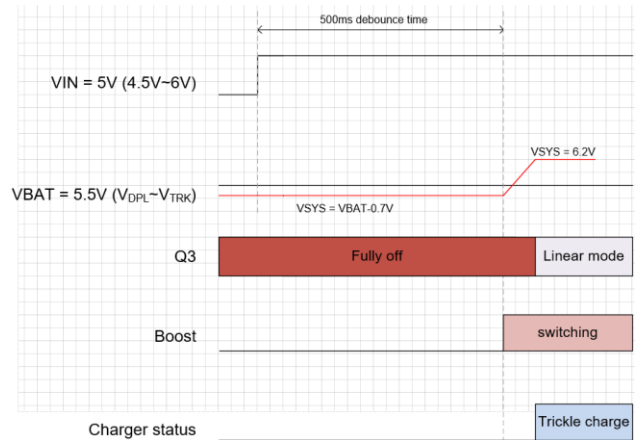 500ms debounce time
VIN = 5V (4.5V~6V)
VSYS = 6.2V
VBAT = 5.5V (VDPL~VTRK)
VSYS = VBAT-0.7V
Q3
Fully off
Linear mode
Boost
switching
Charger status
Trickle charge